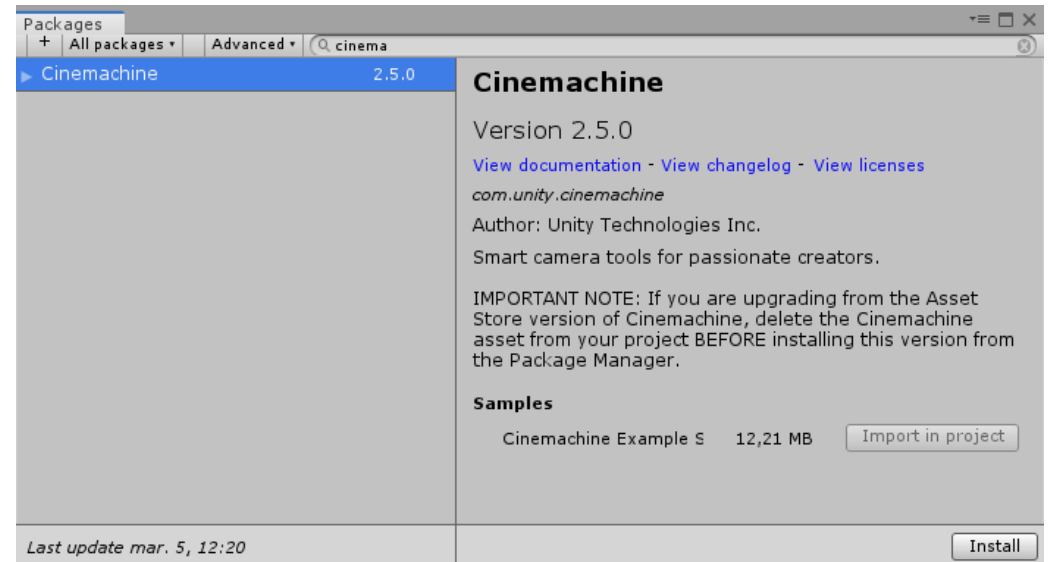 Packages
+ All packages ▾ Advanced ▾ cinema
Cinemachine 2.5.0
Cinemachine
Version 2.5.0
View documentation - View changelog - View licenses
com.unity.cinemachine
Author: Unity Technologies Inc.
Smart camera tools for passionate creators.
IMPORTANT NOTE: If you are upgrading from the Asset
Store version of Cinemachine, delete the Cinemachine
asset from your project BEFORE installing this version from
the Package Manager.
Samples
Cinemachine Example S 12,21 MB Import in project
Last update mar. 5, 12:20
Install